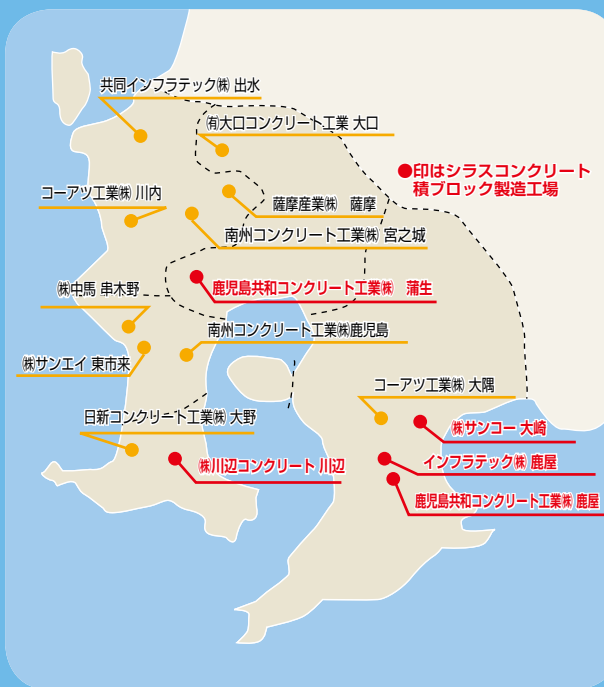 共同インフラテック㈱ 出水
㈲大口コンクリート工業 大口
●印はシラスコンクリート
積ブロック製造工場
コーアツ工業㈱ 川内
薩摩産業㈱ 薩摩
南州コンクリート工業㈱ 宮之城
㈱中馬 串木野
鹿児島共和コンクリート工業㈱ 蒲生
南州コンクリート工業㈱鹿児島
㈱サンエイ 東市来
コーアツ工業㈱ 大隅
日新コンクリート工業㈱ 大野
㈱サンコー 大崎
㈱川辺コンクリート 川辺
インフラテック㈱ 鹿屋
鹿児島共和コンクリート工業㈱ 鹿屋